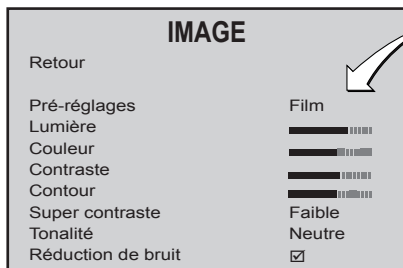 IMAGE
Retour
Pré-réglages Film
Lumière
Couleur
Contraste
Contour
Super contraste Faible
Tonalité Neutre
Réduction de bruit